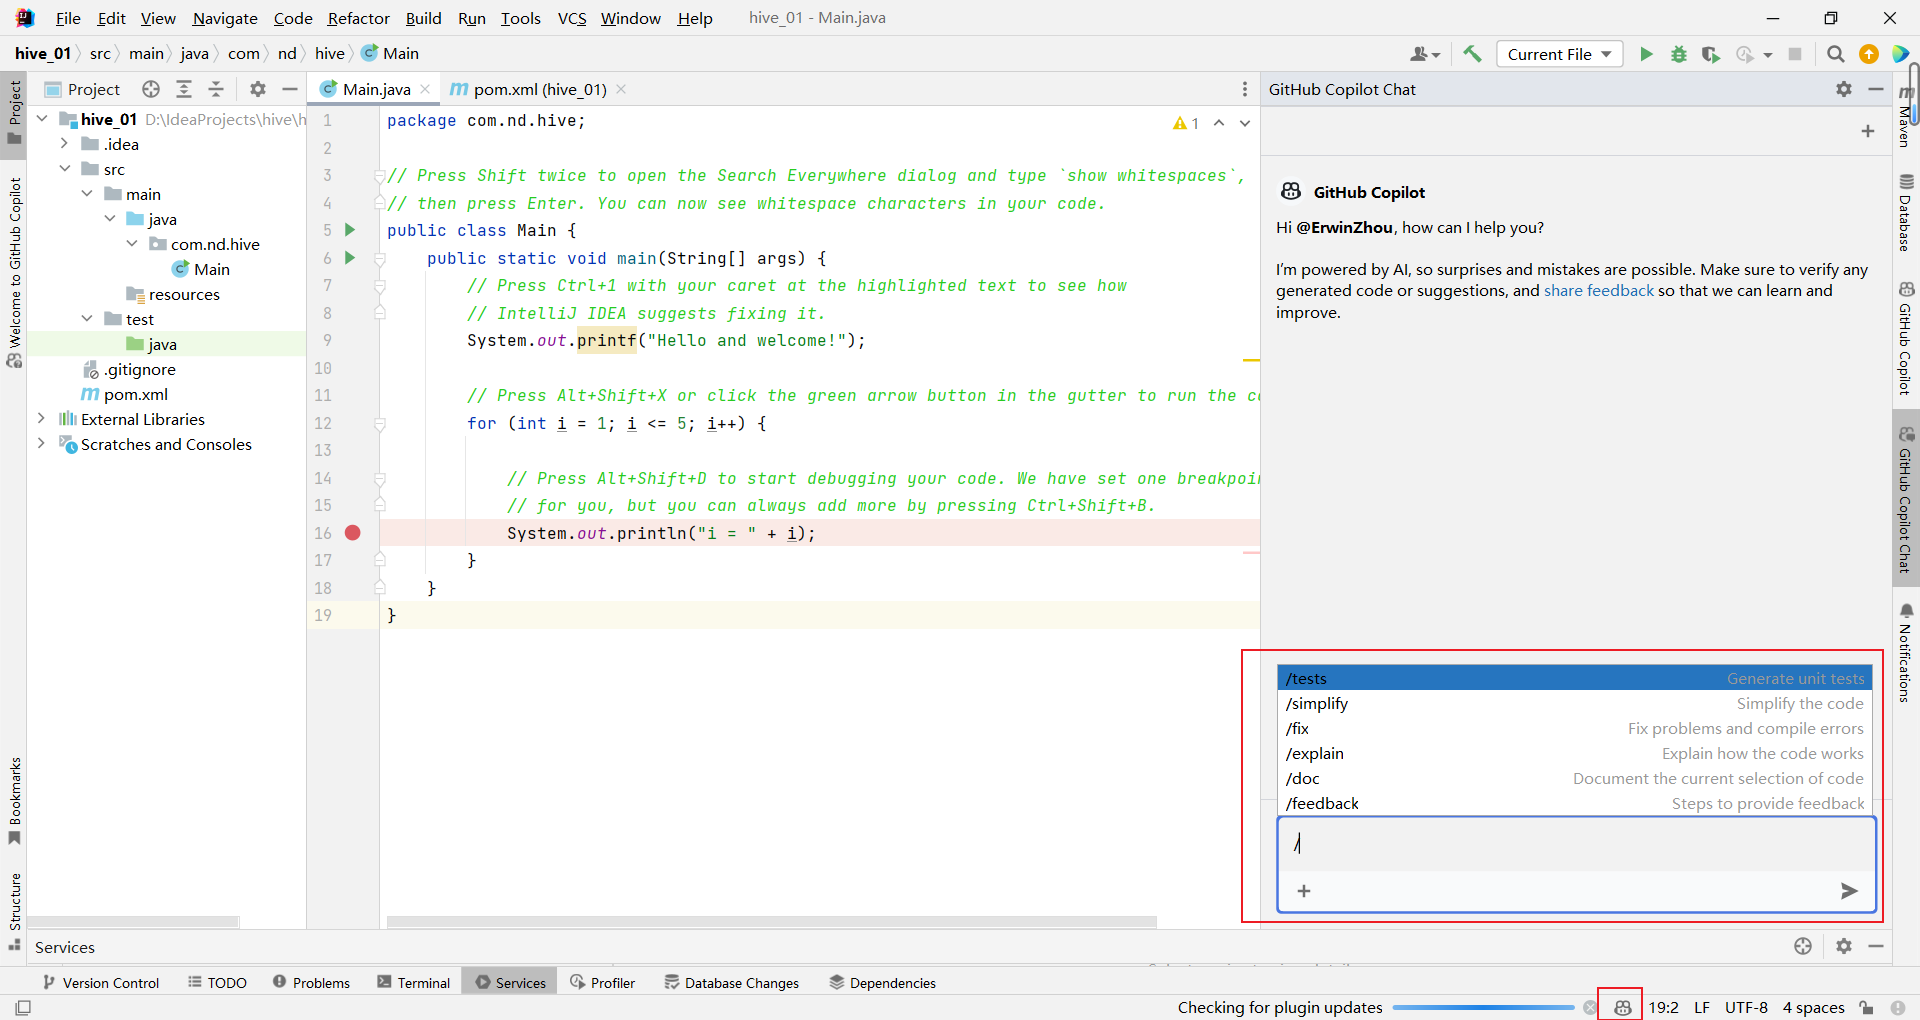 File Edit View Navigate Code Refactor Build Run Tools VCS Window Help hive_01 - Main.java
hive_01 src main java com nd hive Main
Current File
Project
Main.java
pom.xml (hive_01)
GitHub Copilot Chat
hive_01 D:\IdeaProjects\hive\h
.idea
src
main
java
com.nd.hive
Main
resources
test
java
.gitignore
pom.xml
External Libraries
Scratches and Consoles
1 package com.nd.hive;
1
2
3 // Press Shift twice to open the Search Everywhere dialog and type `show whitespaces`,
4 // then press Enter. You can now see whitespace characters in your code.
5 public class Main {
6 public static void main(String[] args) {
7 // Press Ctrl+1 with your caret at the highlighted text to see how
8 // IntelliJ IDEA suggests fixing it.
9 System.out.printf("Hello and welcome!");
10
11 // Press Alt+Shift+X or click the green arrow button in the gutter to run the c
12 for (int i = 1; i <= 5; i++) {
13
14 // Press Alt+Shift+D to start debugging your code. We have set one breakpoi
15 // for you, but you can always add more by pressing Ctrl+Shift+B.
16 System.out.println("i = " + i);
17 }
18 }
19 }
GitHub Copilot
Hi @ErwinZhou, how can I help you?
I'm powered by AI, so surprises and mistakes are possible. Make sure to verify any
generated code or suggestions, and share feedback so that we can learn and
improve.
/tests Generate unit tests
/simplify Simplify the code
/fix Fix problems and compile errors
/explain Explain how the code works
/doc Document the current selection of code
/feedback Steps to provide feedback
/
Project
Welcome to GitHub Copilot
Bookmarks
Structure
Maven
Database
GitHub Copilot
GitHub Copilot Chat
Notifications
Services
Version Control TODO Problems Terminal Services Profiler Database Changes Dependencies
Checking for plugin updates 19:2 LF UTF-8 4 spaces